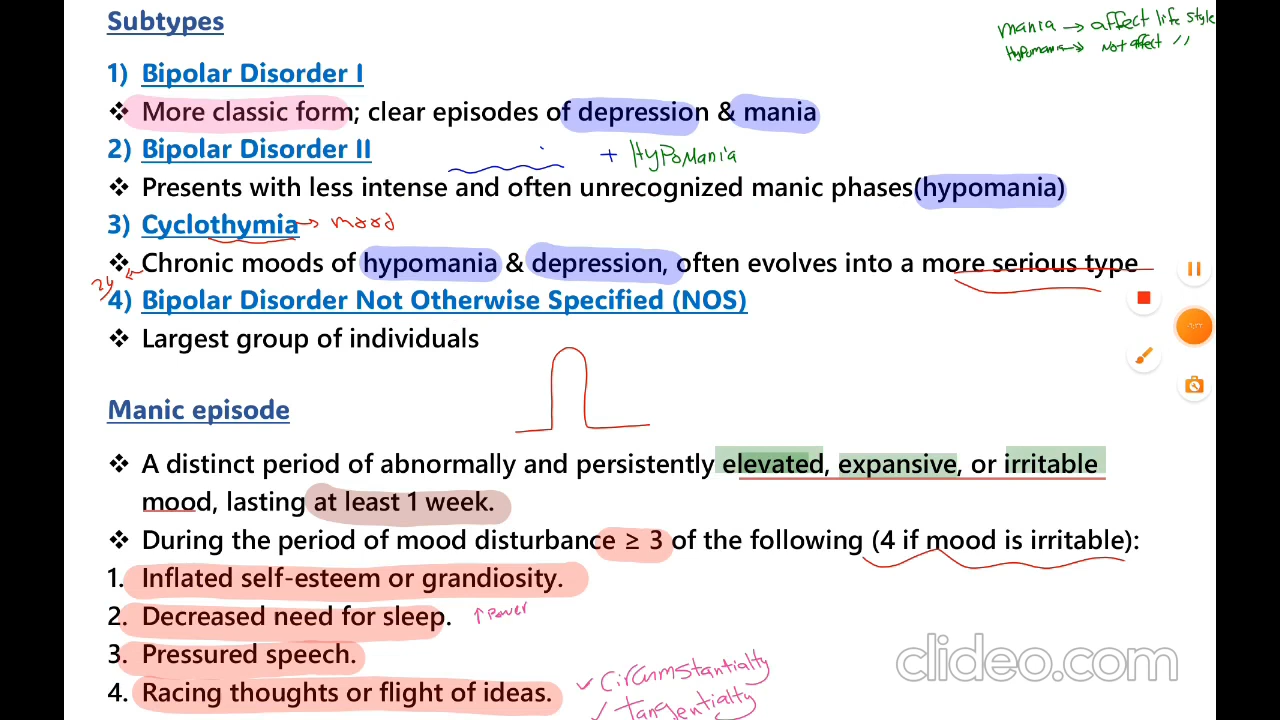 Subtypes
mania → affect life style
Hypomania → Not affect //
1) Bipolar Disorder I
❖ More classic form; clear episodes of depression & mania
2) Bipolar Disorder II
+ Hypomania
❖ Presents with less intense and often unrecognized manic phases(hypomania)
3) Cyclothymia → mood
❖ Chronic moods of hypomania & depression, often evolves into a more serious type
4) Bipolar Disorder Not Otherwise Specified (NOS)
❖ Largest group of individuals
Manic episode
❖ A distinct period of abnormally and persistently elevated, expansive, or irritable
mood, lasting at least 1 week.
❖ During the period of mood disturbance ≥ 3 of the following (4 if mood is irritable):
1. Inflated self-esteem or grandiosity.
2. Decreased need for sleep. ↑ Power
3. Pressured speech.
4. Racing thoughts or flight of ideas.
✓ Circumstantialty
✓ Tangentialty
clideo.com